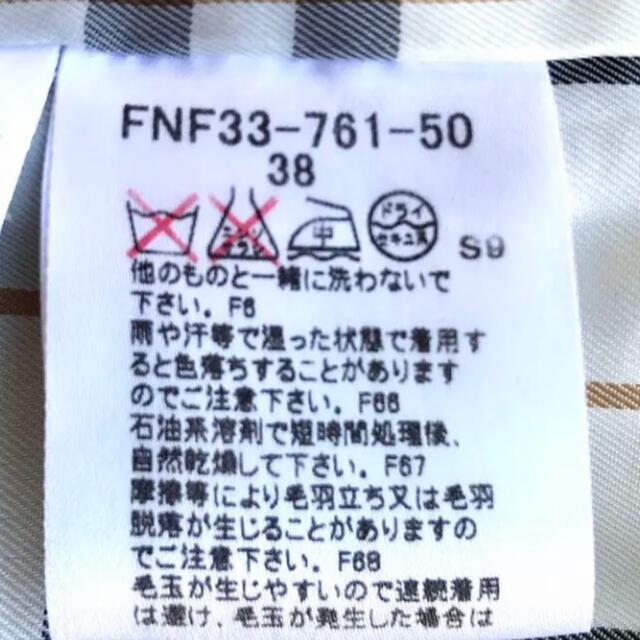 FNF33-761-50
38
エンソ
サラシ
中
ドライ
セキユ系
S9
他のものと一緒に洗わないで
下さい。F6
雨や汗等で湿った状態で着用す
ると色落ちすることがあります
のでご注意下さい。F66
石油系溶剤で短時間処理後、
自然乾燥して下さい。F67
摩擦等により毛羽立ち又は毛羽
脱落が生じることがありますの
でご注意下さい。F68
毛玉が生じやすいので連続着用
は避け、毛玉が発生した場合は